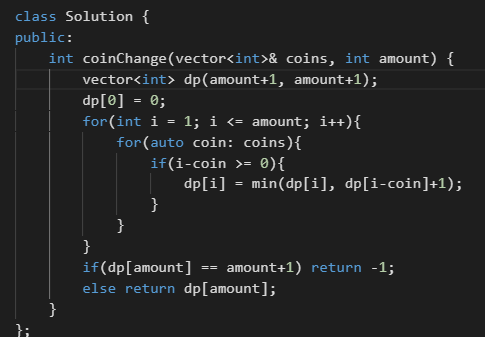 class Solution {
public:
    int coinChange(vector<int>& coins, int amount) {
        vector<int> dp(amount+1, amount+1);
        dp[0] = 0;
        for(int i = 1; i <= amount; i++){
            for(auto coin: coins){
                if(i-coin >= 0){
                    dp[i] = min(dp[i], dp[i-coin]+1);
                }
            }
        }
        if(dp[amount] == amount+1) return -1;
        else return dp[amount];
    }
};